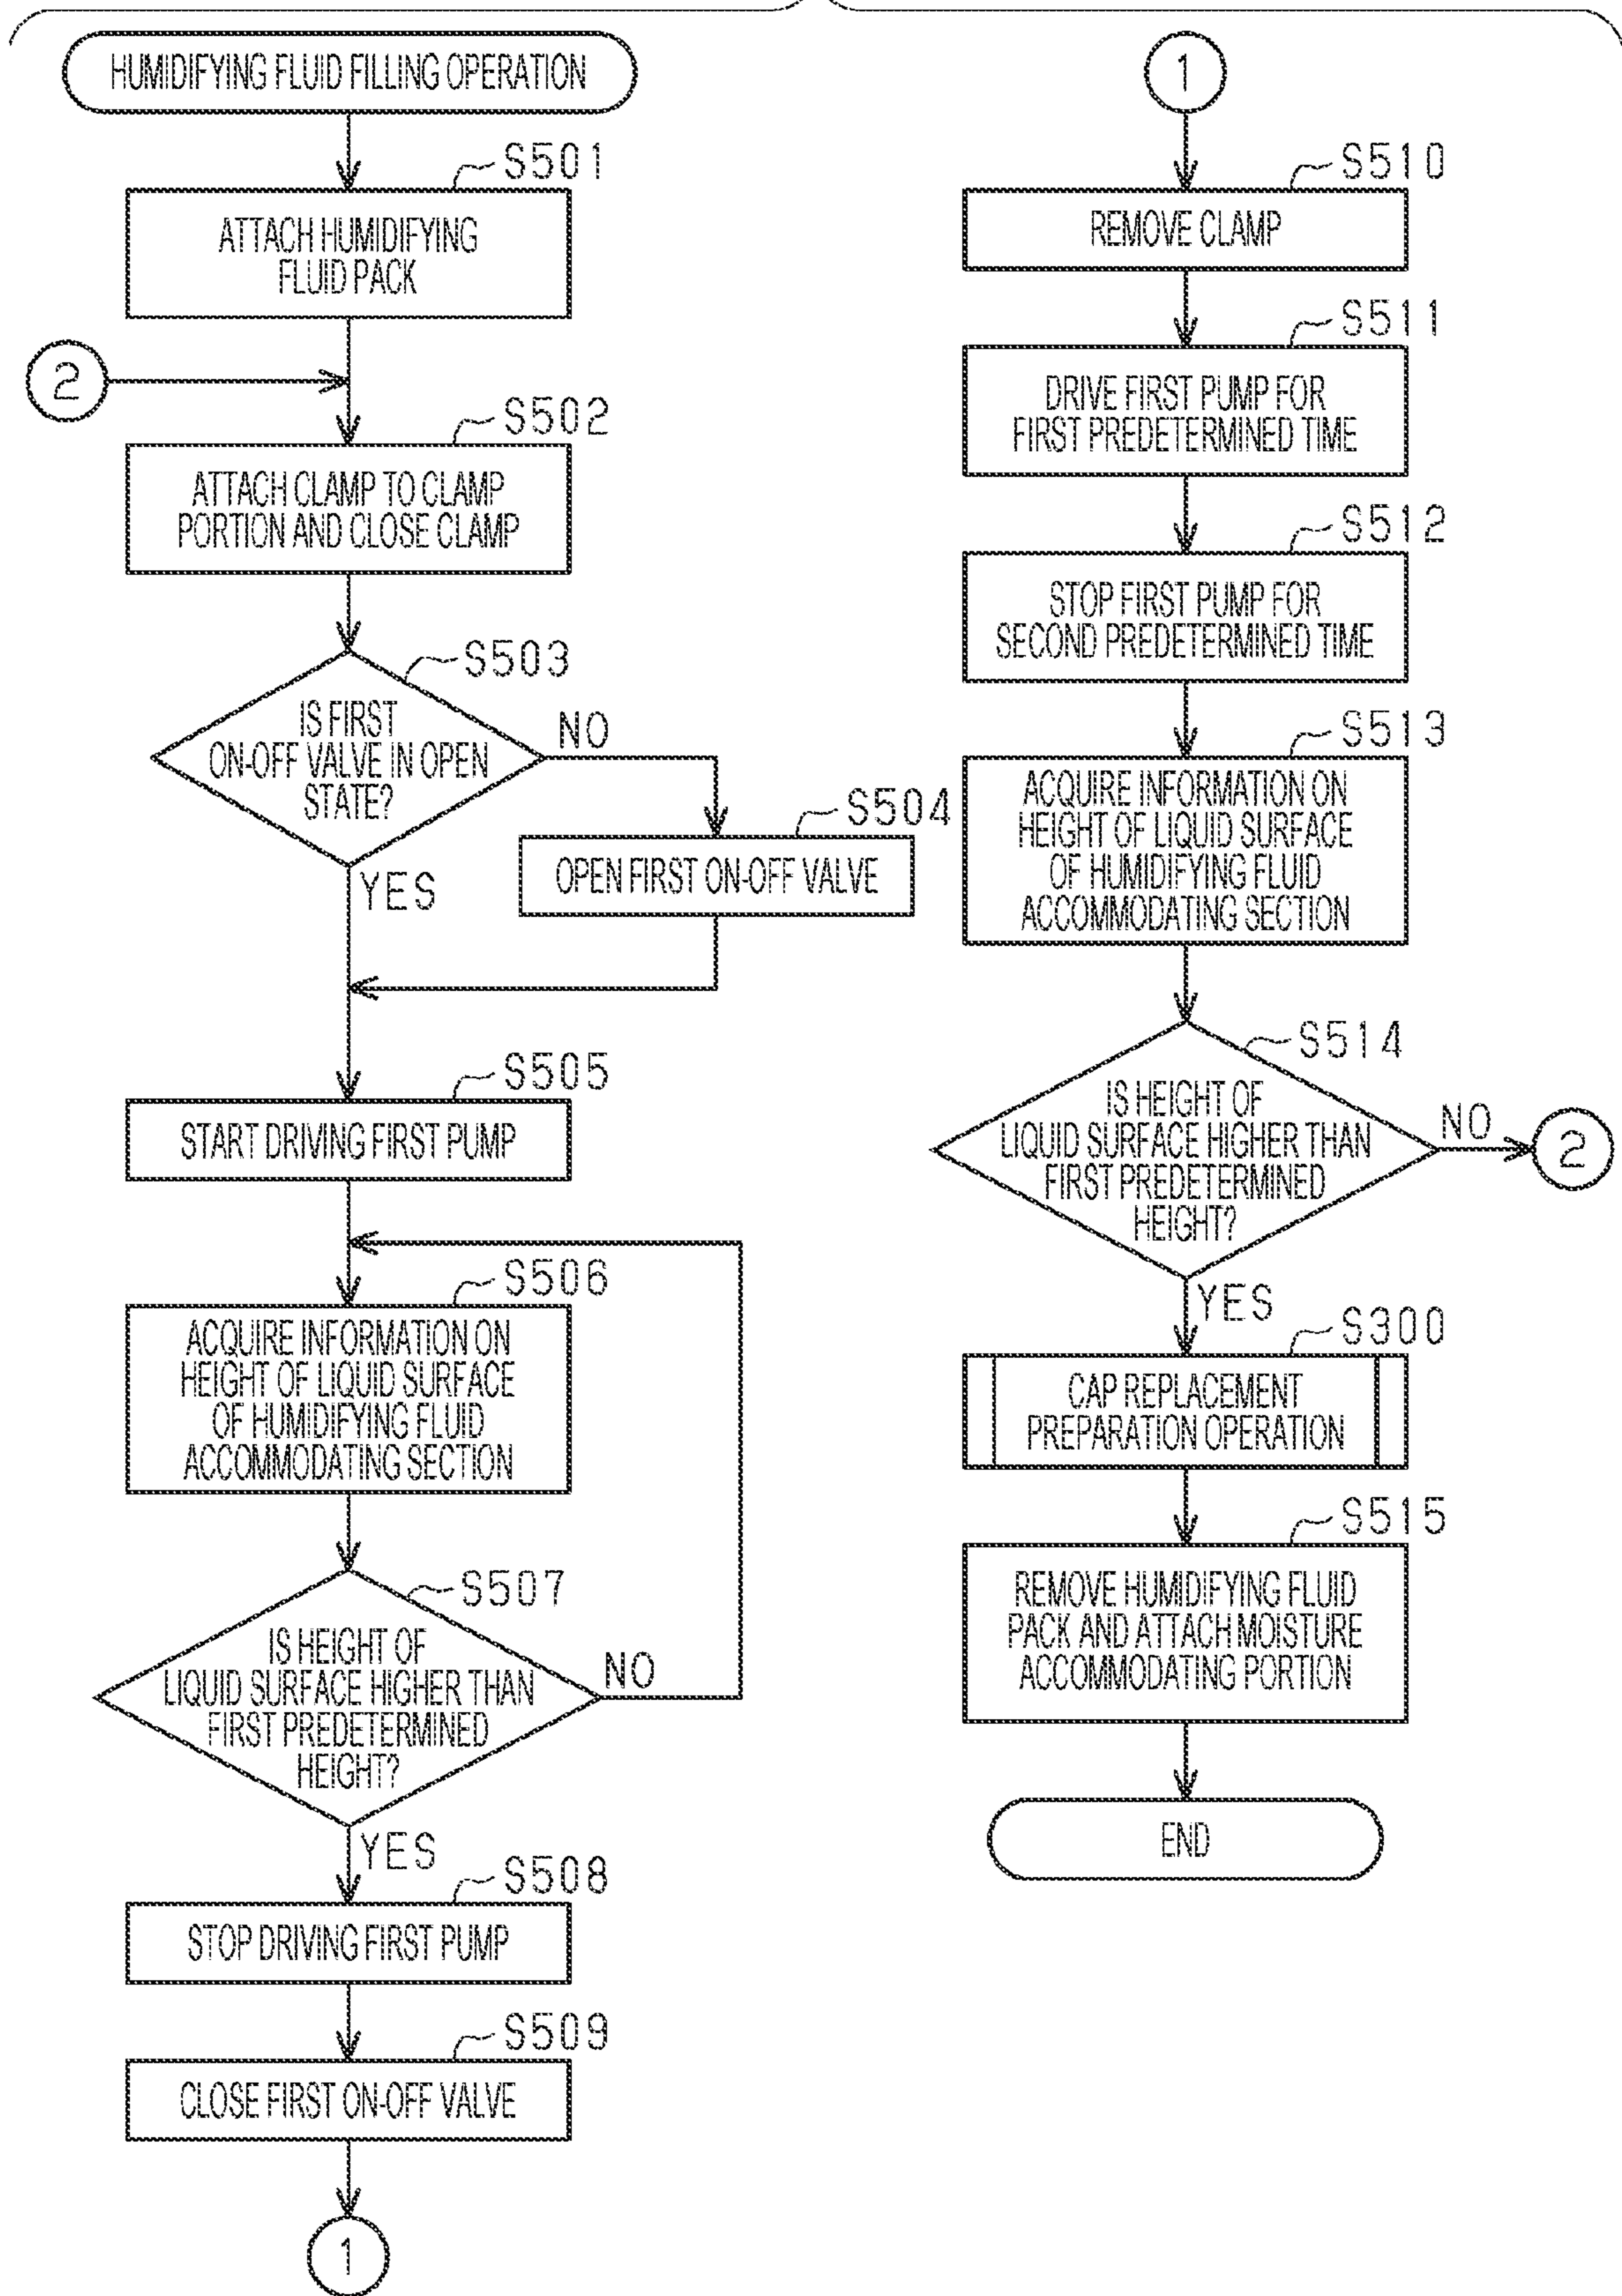 HUMIDIFYING FLUID FILLING OPERATION
S501
ATTACH HUMIDIFYING
FLUID PACK
2
S502
ATTACH CLAMP TO CLAMP
PORTION AND CLOSE CLAMP
S503
IS FIRST
ON-OFF VALVE IN OPEN
STATE?
NO
YES
S504
OPEN FIRST ON-OFF VALVE
S505
START DRIVING FIRST PUMP
S506
ACQUIRE INFORMATION ON
HEIGHT OF LIQUID SURFACE
OF HUMIDIFYING FLUID
ACCOMMODATING SECTION
S507
IS HEIGHT OF
LIQUID SURFACE HIGHER THAN
FIRST PREDETERMINED
HEIGHT?
NO
YES
S508
STOP DRIVING FIRST PUMP
S509
CLOSE FIRST ON-OFF VALVE
1
1
S510
REMOVE CLAMP
S511
DRIVE FIRST PUMP FOR
FIRST PREDETERMINED TIME
S512
STOP FIRST PUMP FOR
SECOND PREDETERMINED TIME
S513
ACQUIRE INFORMATION ON
HEIGHT OF LIQUID SURFACE
OF HUMIDIFYING FLUID
ACCOMMODATING SECTION
S514
IS HEIGHT OF
LIQUID SURFACE HIGHER THAN
FIRST PREDETERMINED
HEIGHT?
NO
2
YES
S300
CAP REPLACEMENT
PREPARATION OPERATION
S515
REMOVE HUMIDIFYING FLUID
PACK AND ATTACH MOISTURE
ACCOMMODATING PORTION
END